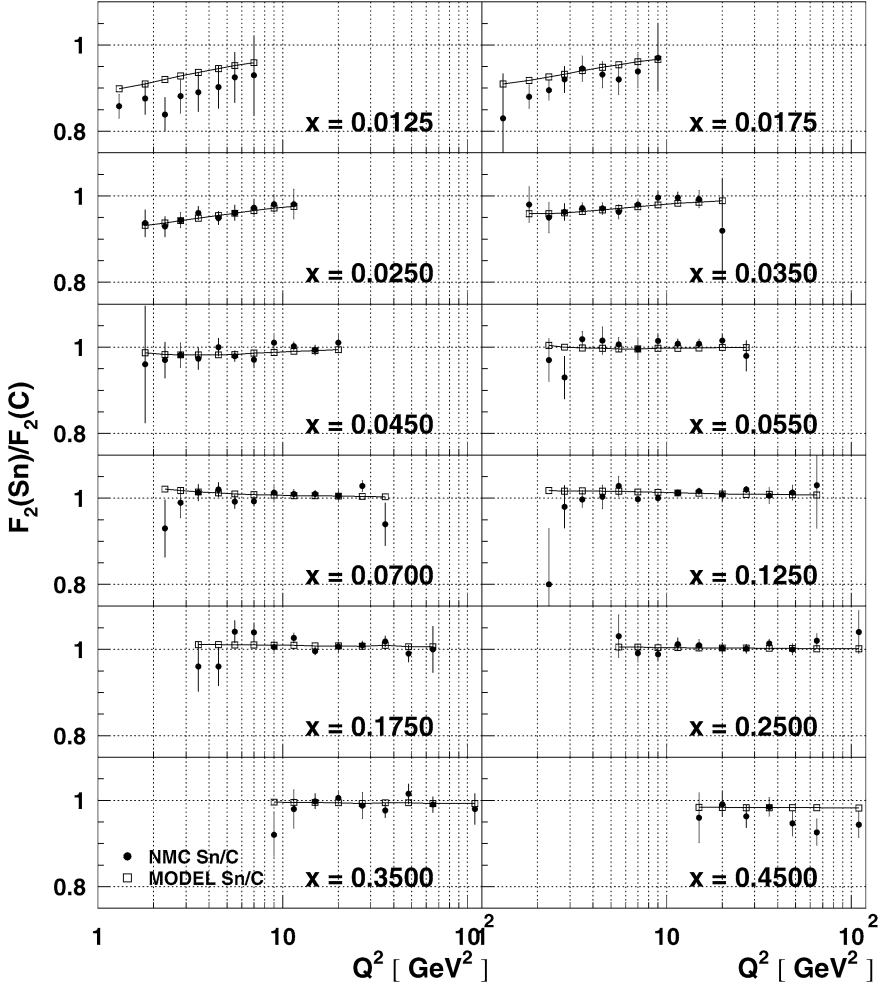 1
0.8
x = 0.0125
x = 0.0175
1
0.8
x = 0.0250
x = 0.0350
1
0.8
x = 0.0450
x = 0.0550
F2(Sn)/F2(C)
1
0.8
x = 0.0700
x = 0.1250
1
0.8
x = 0.1750
x = 0.2500
1
0.8
NMC Sn/C
MODEL Sn/C
x = 0.3500
x = 0.4500
1 10 10² 1 10 10²
Q² [ GeV² ] Q² [ GeV² ]